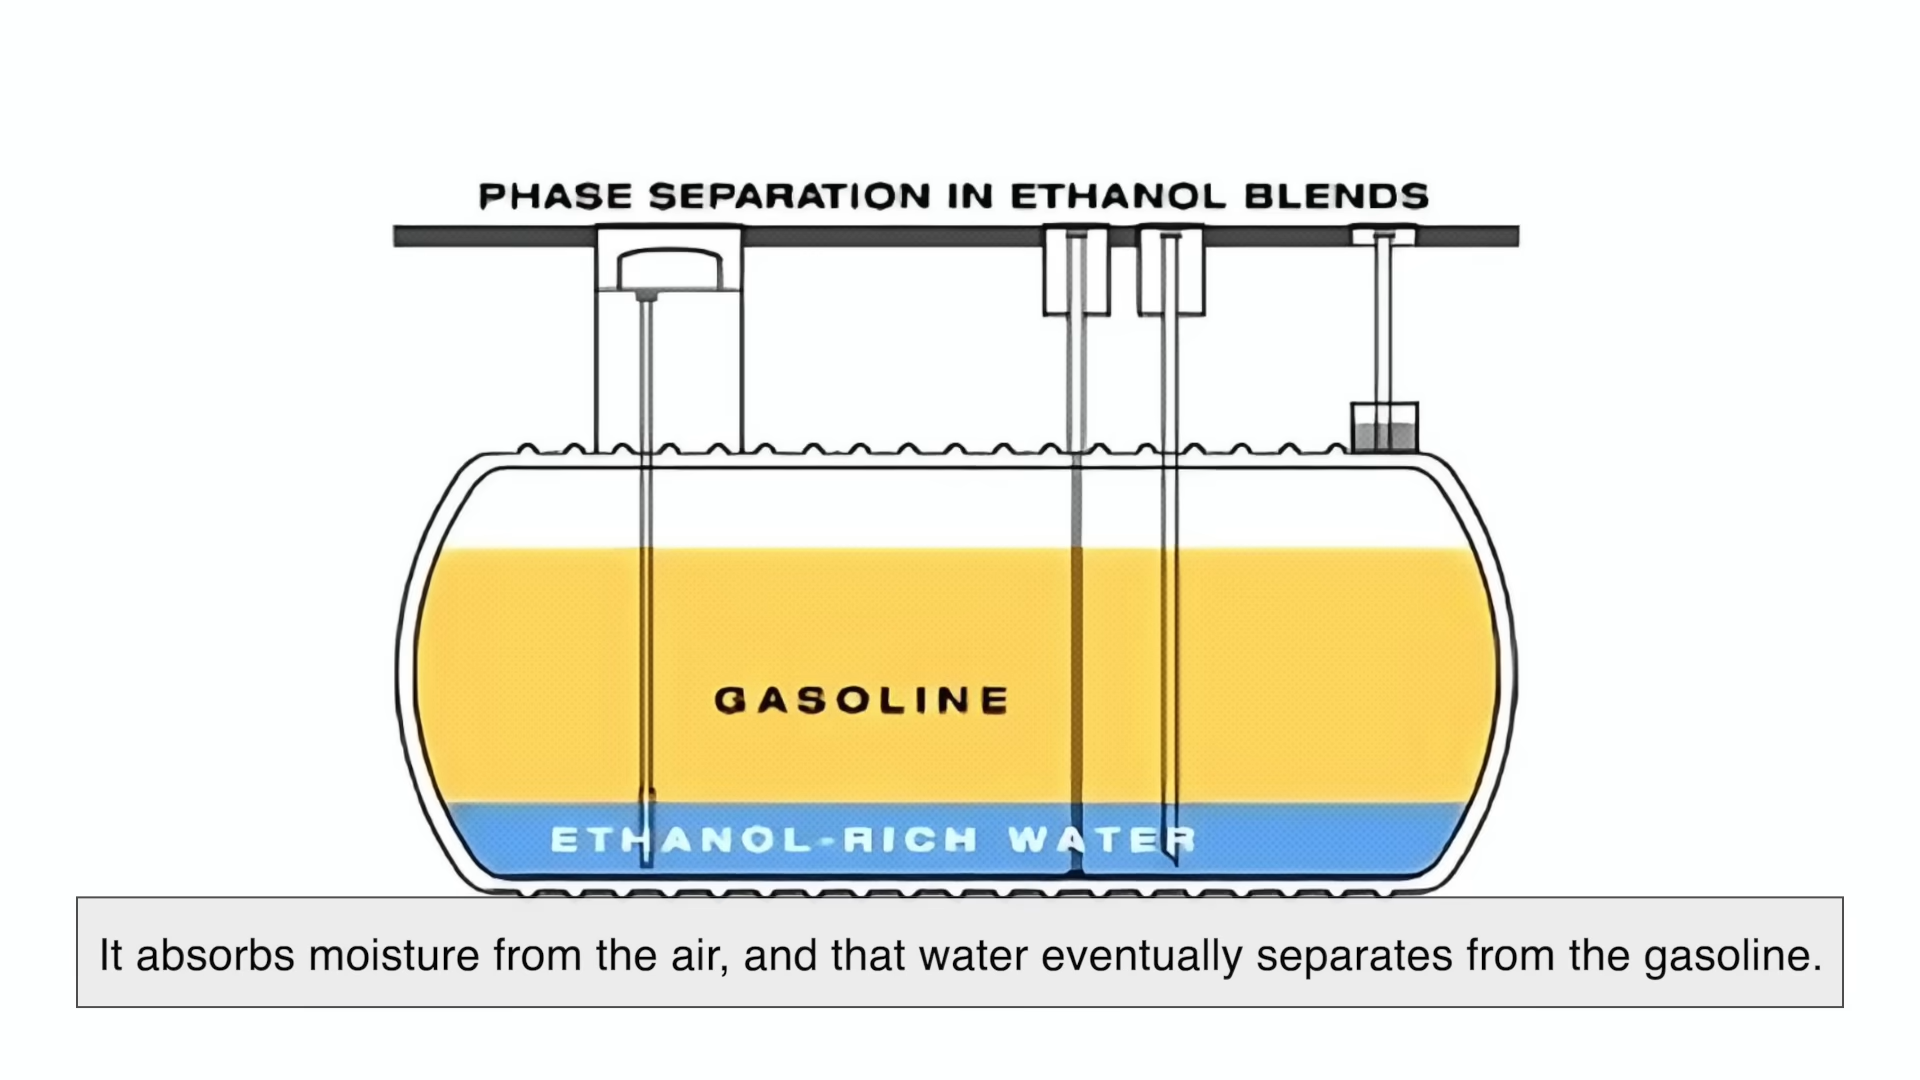 PHASE SEPARATION IN ETHANOL BLENDS
GASOLINE
ETHANOL-RICH WATER
It absorbs moisture from the air, and that water eventually separates from the gasoline.